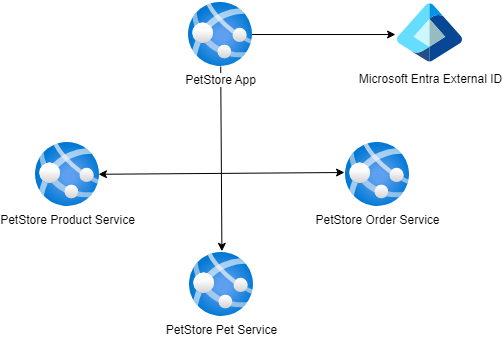 PetStore App
Microsoft Entra External ID
PetStore Product Service
PetStore Order Service
PetStore Pet Service